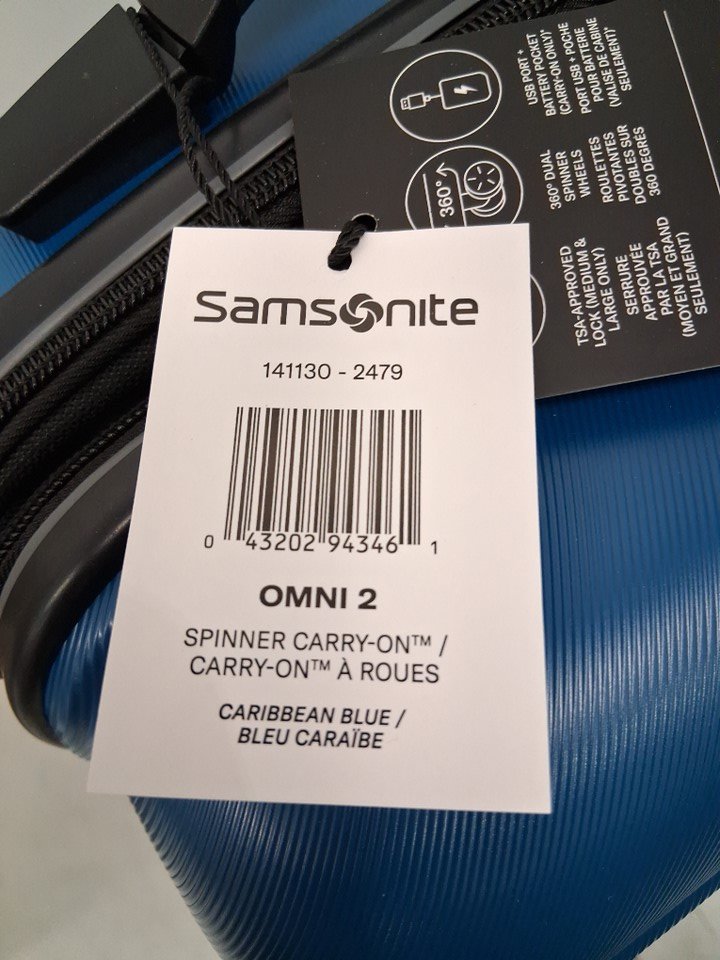 Samsonite
141130 - 2479
0 43202 94346 1
OMNI 2
SPINNER CARRY-ON™ /
CARRY-ON™ À ROUES
CARIBBEAN BLUE /
BLEU CARAÏBE
USB PORT +
BATTERY POCKET
(CARRY-ON ONLY)*
PORT USB + POCHE
POUR BATTERIE
(VALISE DE CABINE
SEULEMENT)*
360°
360° DUAL
SPINNER
WHEELS
ROULETTES
PIVOTANTES SUR
DOUBLES SUR
360 DEGRÉS
TSA-APPROVED
LOCK (MEDIUM &
LARGE ONLY)
SERRURE
APPROUVÉE
PAR LA TSA
(MOYEN ET GRAND
SEULEMENT)